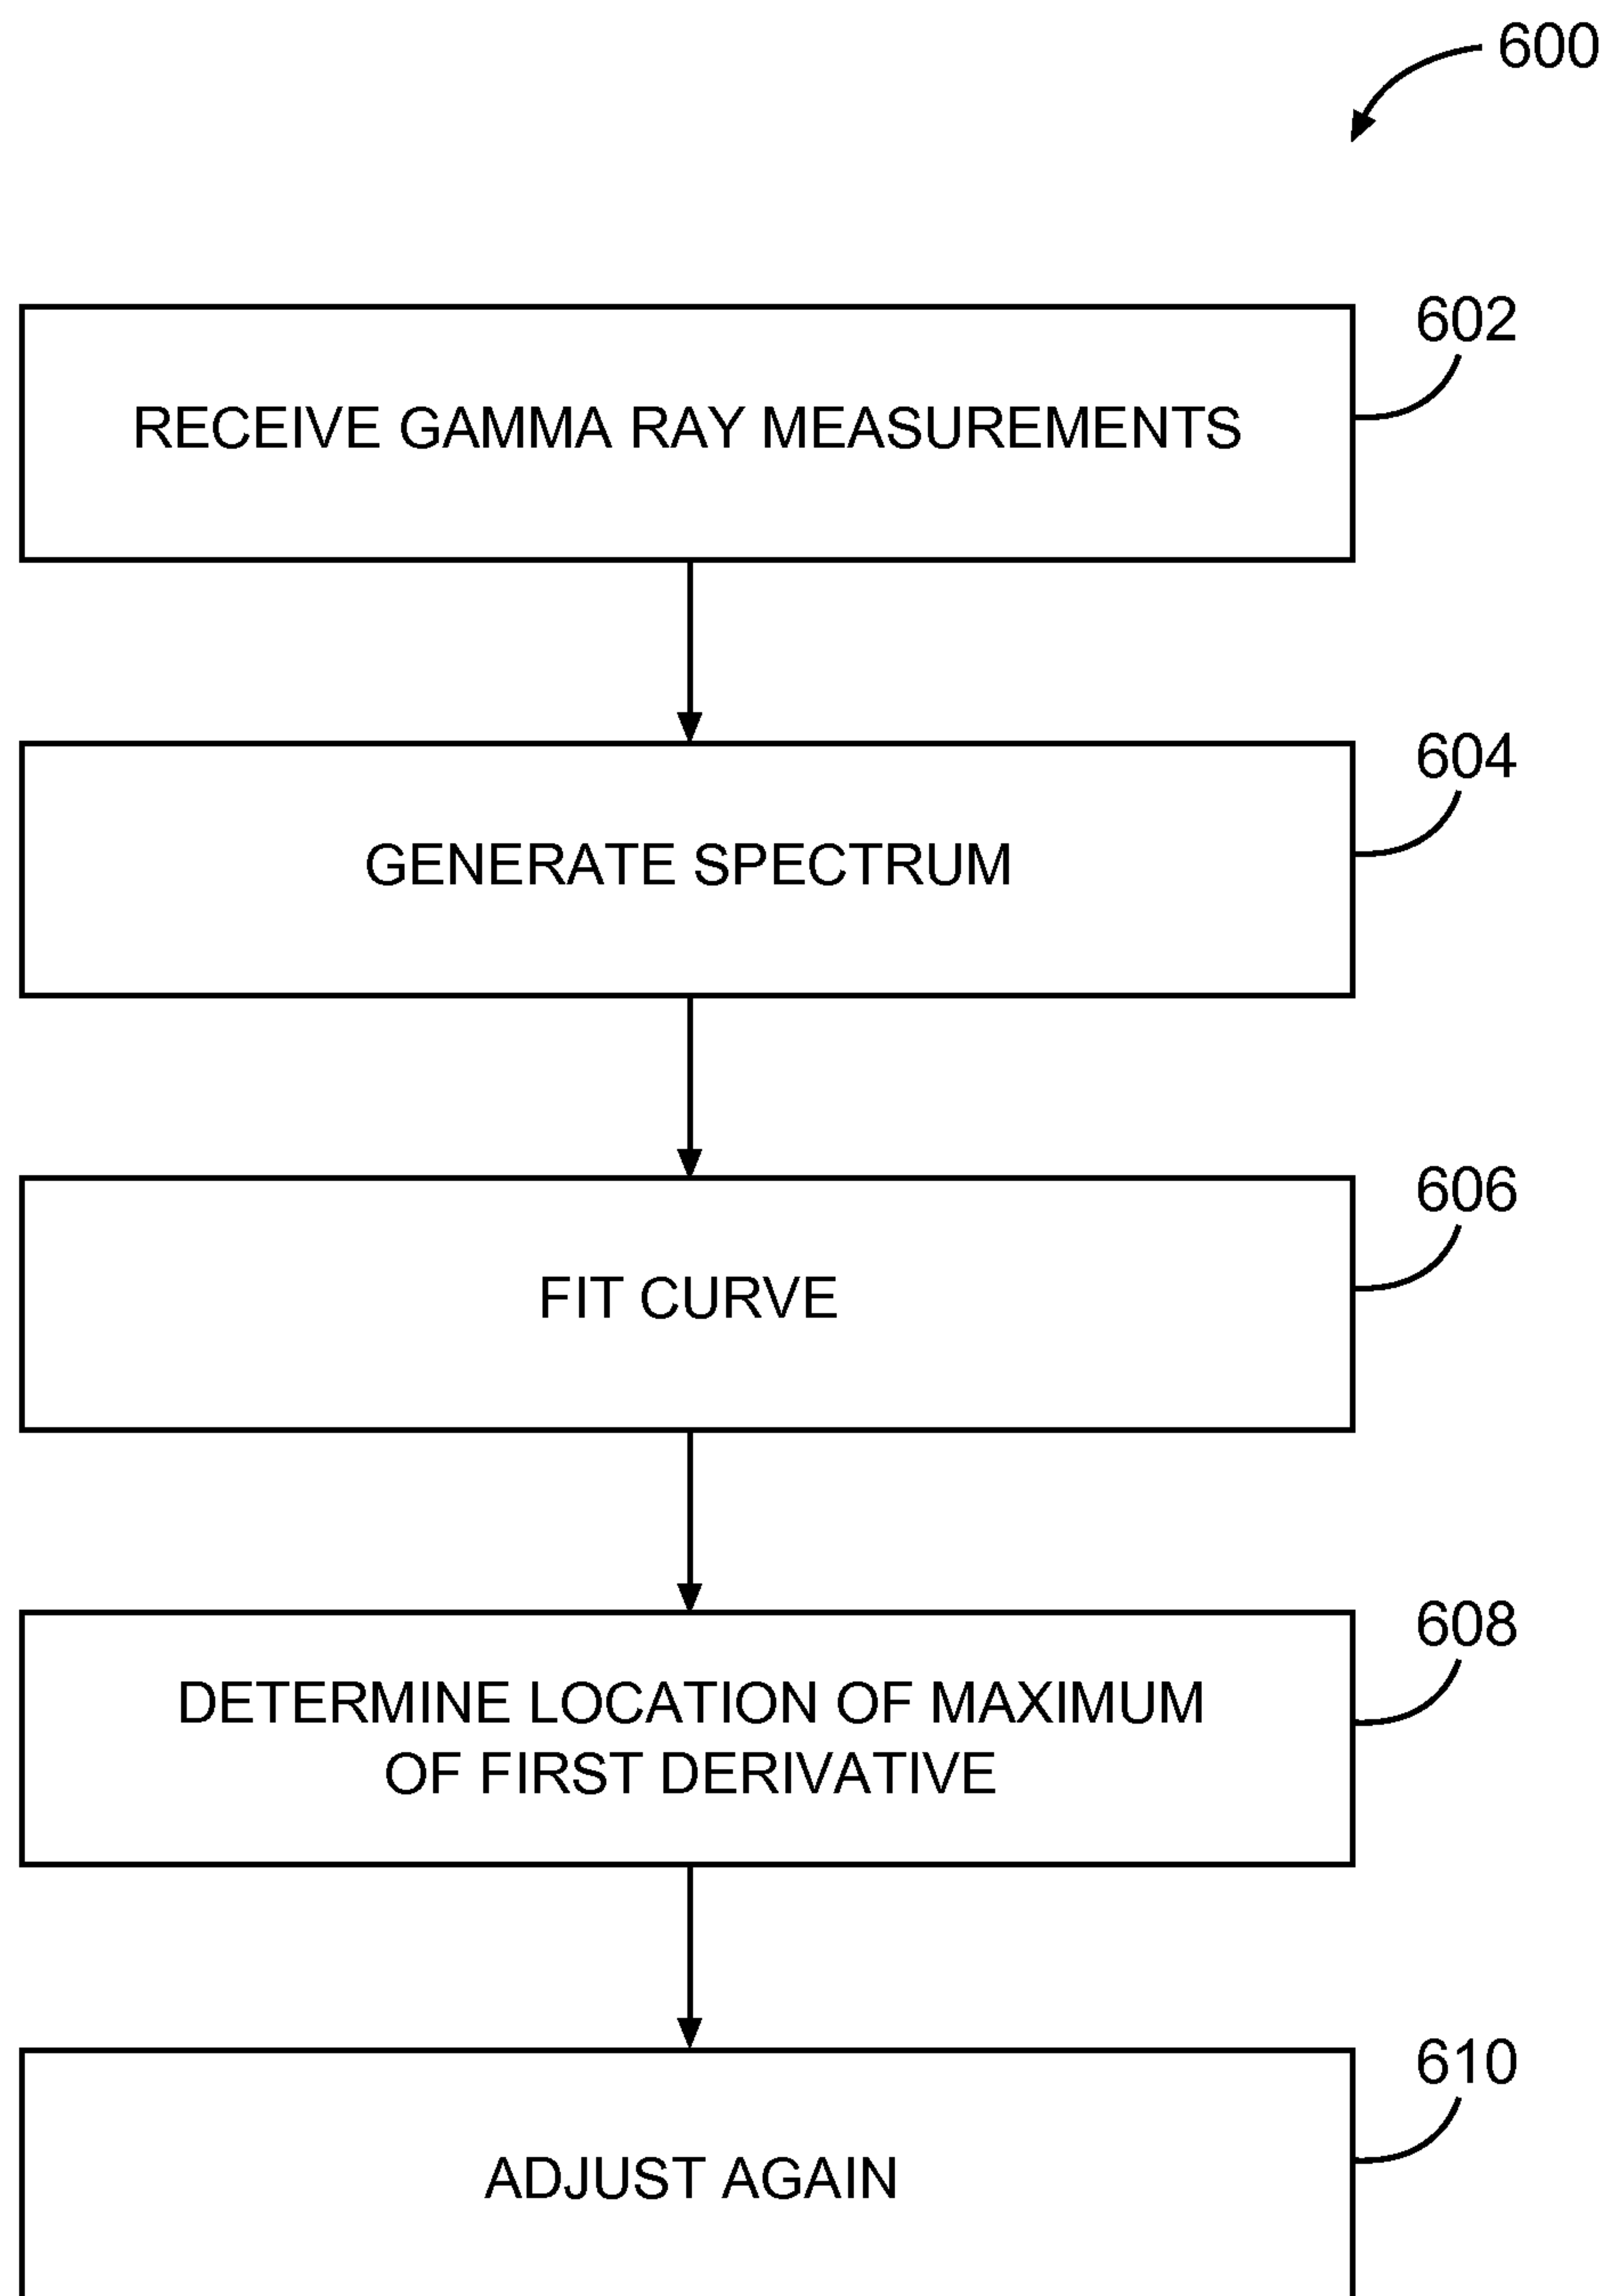 600
602
RECEIVE GAMMA RAY MEASUREMENTS
604
GENERATE SPECTRUM
606
FIT CURVE
608
DETERMINE LOCATION OF MAXIMUM
OF FIRST DERIVATIVE
610
ADJUST AGAIN